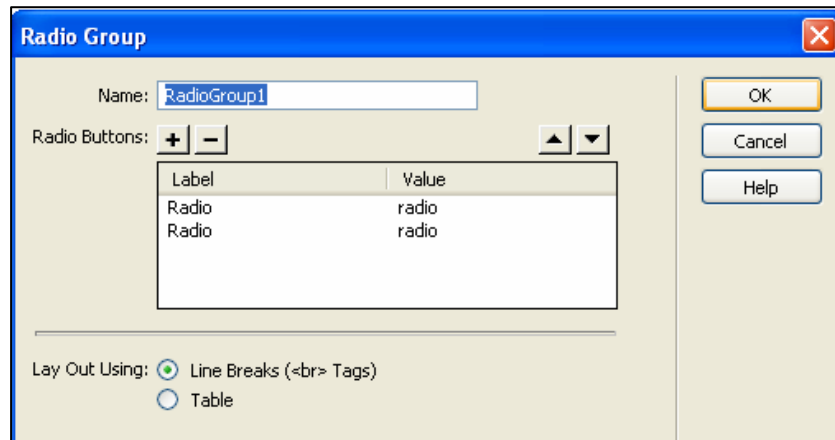 Radio Group
Name: RadioGroup1
OK
Radio Buttons: + −
Cancel
Label Value
Help
Radio radio
Radio radio
Lay Out Using: Line Breaks (<br> Tags)
Table